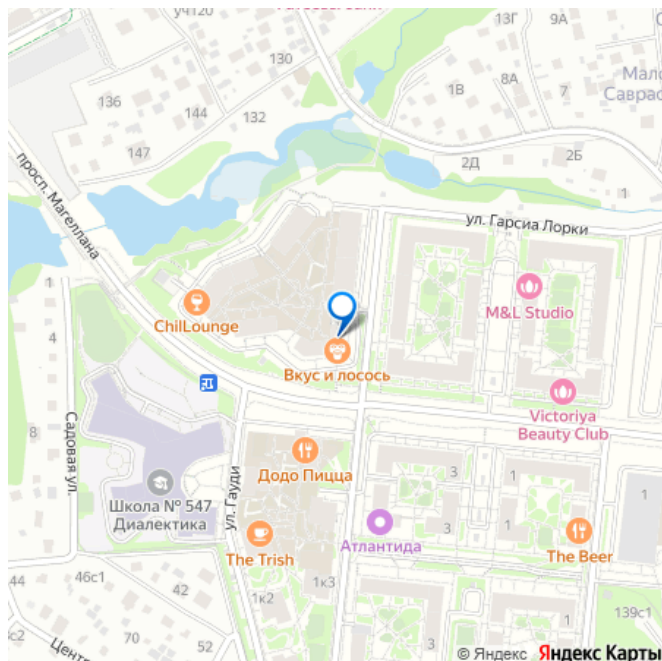 уч120
130
136
144
132
147
13Г
9А
8А
1В
7
Мало
Саврас
2Д
2Б
1
просп. Магеллана
ул. Гарсиа Лорки
1
4
8
ChilLounge
M&L Studio
Вкус и лосось
Victoriya
Beauty Club
Садовая ул.
Додо Пицца
ул. Гауди
Школа № 547
Диалектика
3
1
3
1
Атлантида
The Trish
The Beer
1
44
46с1
42
1к3
1к2
с2
70
52
Центр
139с1
© Яндекс Яндекс Карты